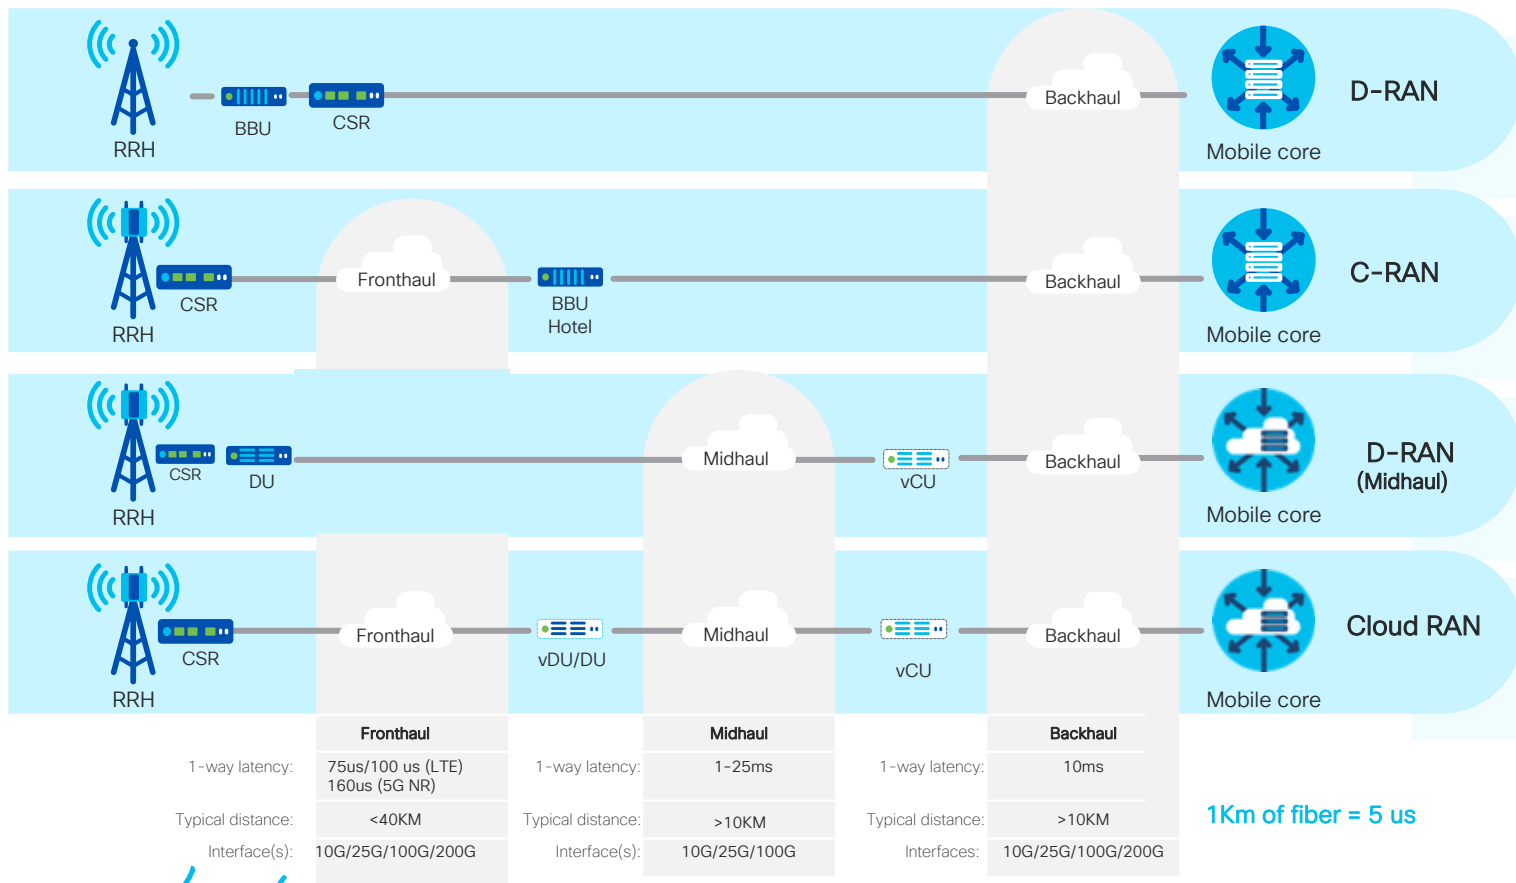 RRH
BBU
CSR
Backhaul
Mobile core
D-RAN
RRH
CSR
Fronthaul
BBU
Hotel
Backhaul
Mobile core
C-RAN
RRH
CSR
DU
Midhaul
vCU
Backhaul
Mobile core
D-RAN
(Midhaul)
RRH
CSR
Fronthaul
vDU/DU
Midhaul
vCU
Backhaul
Mobile core
Cloud RAN
Fronthaul
Midhaul
Backhaul
1-way latency:
75us/100 us (LTE)
160us (5G NR)
1-way latency:
1-25ms
1-way latency:
10ms
Typical distance:
<40KM
Typical distance:
>10KM
Typical distance:
>10KM
1Km of fiber = 5 us
Interface(s):
10G/25G/100G/200G
Interface(s):
10G/25G/100G
Interfaces:
10G/25G/100G/200G